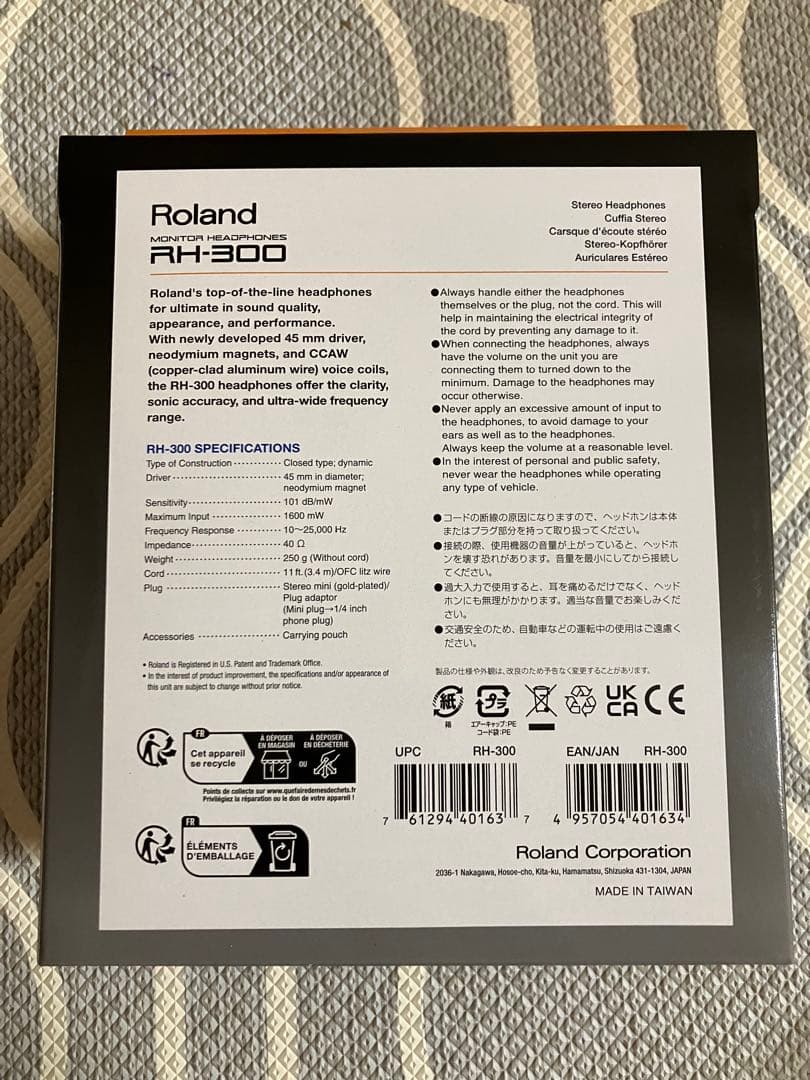 Roland
MONITOR HEADPHONES
RH-300
Stereo Headphones
Cuffia Stereo
Carsque d'écoute stéréo
Stereo-Kopfhörer
Auriculares Estéreo
Roland's top-of-the-line headphones
for ultimate in sound quality,
appearance, and performance.
With newly developed 45 mm driver,
neodymium magnets, and CCAW
(copper-clad aluminum wire) voice coils,
the RH-300 headphones offer the clarity,
sonic accuracy, and ultra-wide frequency
range.
RH-300 SPECIFICATIONS
Type of Construction ············ Closed type; dynamic
Driver ··························· 45 mm in diameter;
neodymium magnet
Sensitivity ······················· 101 dB/mW
Maximum Input ················· 1600 mW
Frequency Response ·········· 10～25,000 Hz
Impedance ······················· 40 Ω
Weight ··························· 250 g (Without cord)
Cord ····························· 11 ft. (3.4 m)/OFC litz wire
Plug ······························ Stereo mini (gold-plated)/
Plug adaptor
(Mini plug→1/4 inch
phone plug)
Accessories ···················· Carrying pouch
• Roland is Registered in U.S. Patent and Trademark Office.
• In the interest of product improvement, the specifications and/or appearance of
this unit are subject to change without prior notice.
●Always handle either the headphones
themselves or the plug, not the cord. This will
help in maintaining the electrical integrity of
the cord by preventing any damage to it.
●When connecting the headphones, always
have the volume on the unit you are
connecting them to turned down to the
minimum. Damage to the headphones may
occur otherwise.
●Never apply an excessive amount of input to
the headphones, to avoid damage to your
ears as well as to the headphones.
Always keep the volume at a reasonable level.
●In the interest of personal and public safety,
never wear the headphones while operating
any type of vehicle.
●コードの断線の原因になりますので、ヘッドホンは本体
またはプラグ部分を持って取り扱ってください。
●接続の際、使用機器の音量が上がっていると、ヘッドホ
ンを壊す恐れがあります。音量を最小にしてから接続し
てください。
●過大入力で使用すると、耳を痛めるだけでなく、ヘッド
ホンにも無理がかかります。適当な音量でお楽しみくだ
さい。
●交通安全のため、自動車などの運転中の使用はご遠慮く
ださい。
製品の仕様や外観は、改良のため予告なく変更することがあります。
紙
箱
プラ
エアーキャップ:PE
コード袋:PE
UK
CA
CE
FR
Cet appareil
se recycle
À DÉPOSER
EN MAGASIN
OU
À DÉPOSER
EN DÉCHÈTERIE
Points de collecte sur www.quefairedemesdechets.fr
Privilégiez la réparation ou le don de votre appareil !
FR
ÉLÉMENTS
D'EMBALLAGE
UPC RH-300
7 61294 40163 7
EAN/JAN RH-300
4 957054 401634
Roland Corporation
2036-1 Nakagawa, Hosoe-cho, Kita-ku, Hamamatsu, Shizuoka 431-1304, JAPAN
MADE IN TAIWAN